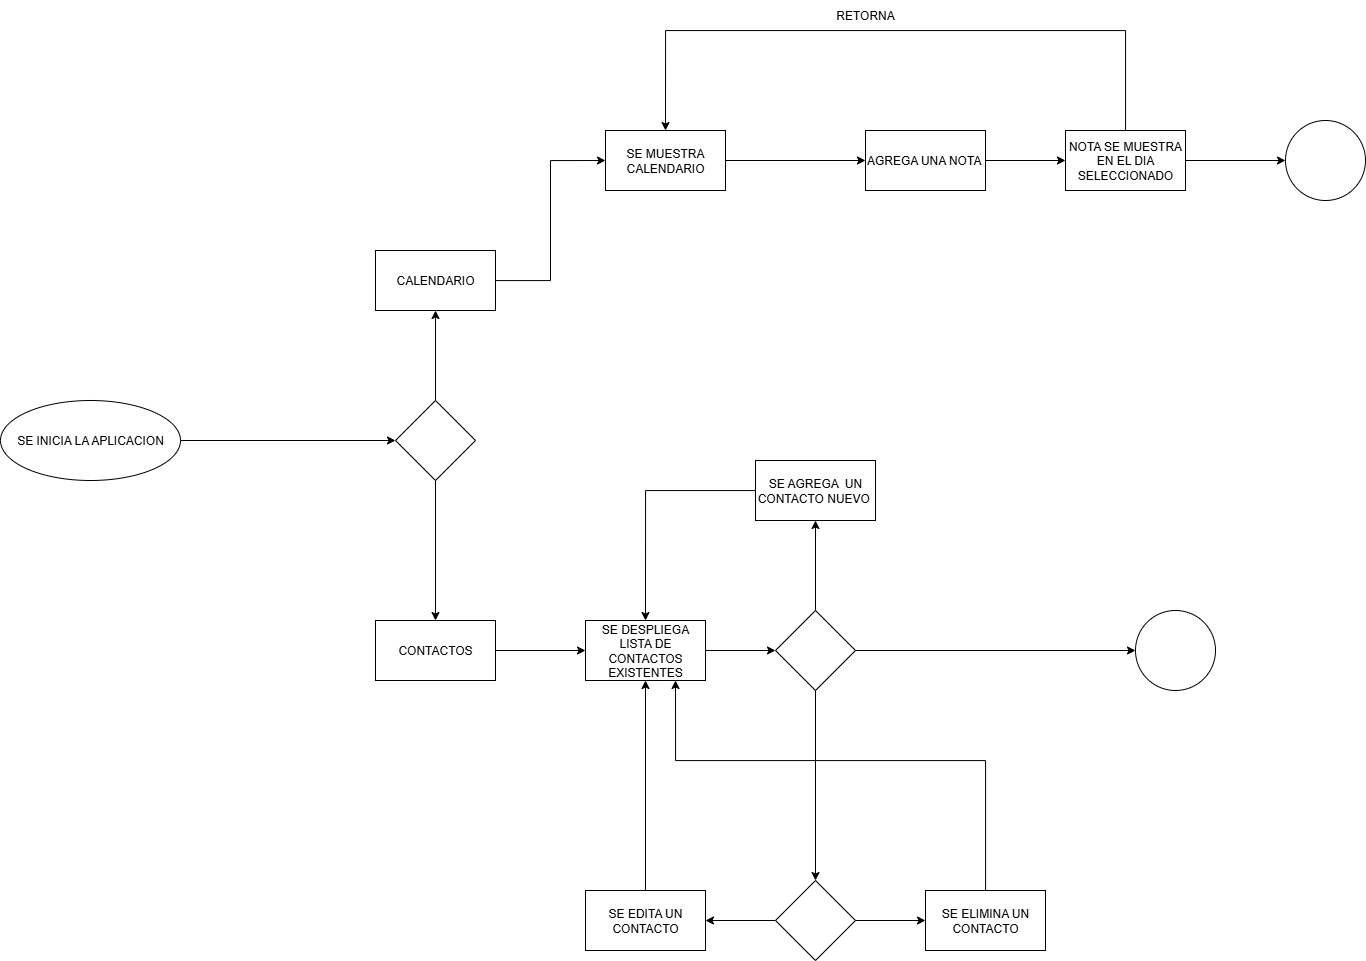 RETORNA
SE MUESTRA
CALENDARIO
AGREGA UNA NOTA
NOTA SE MUESTRA
EN EL DIA
SELECCIONADO
CALENDARIO
SE INICIA LA APLICACION
SE AGREGA  UN
CONTACTO NUEVO
CONTACTOS
SE DESPLIEGA
LISTA DE
CONTACTOS
EXISTENTES
SE EDITA UN
CONTACTO
SE ELIMINA UN
CONTACTO